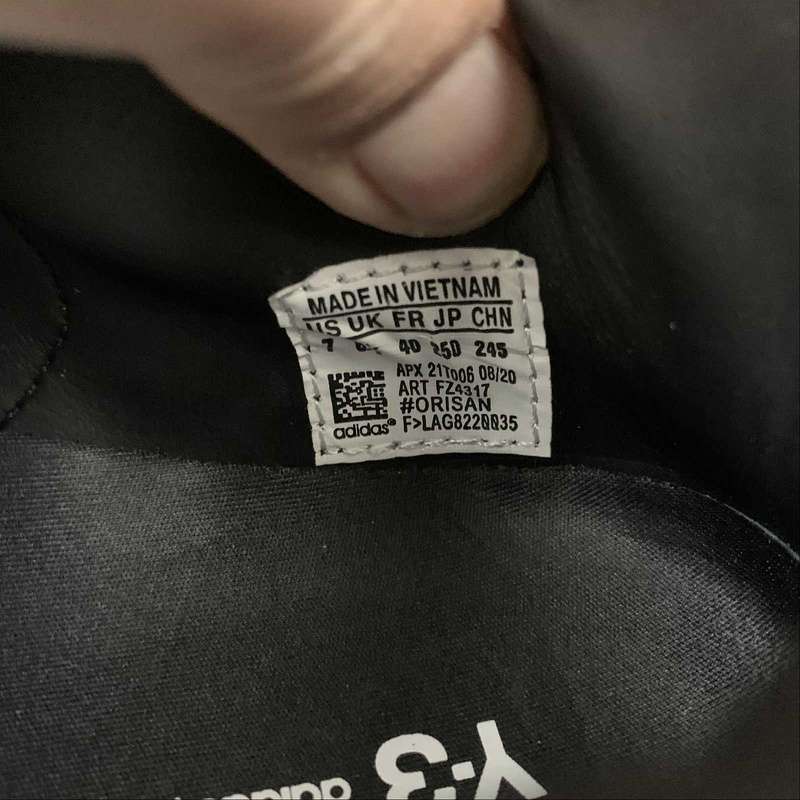 MADE IN VIETNAM
US UK FR JP CHN
7 40 250 245
APX 21T006 08/20
ART FZ4317
#ORISAN
F>LAG8220035
adidas®
Y-3